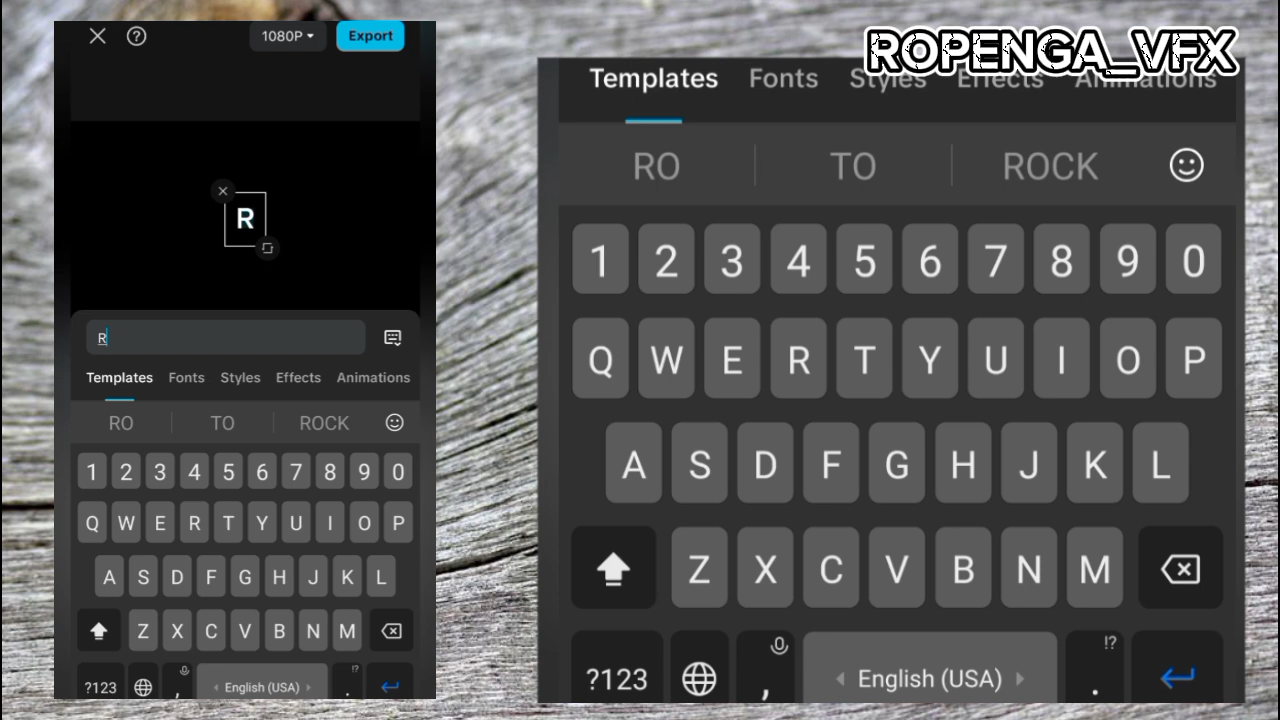 ROPENGA_VFX
1080P Export
R
R
Templates Fonts Styles Effects Animations
RO TO ROCK
1 2 3 4 5 6 7 8 9 0
Q W E R T Y U I O P
A S D F G H J K L
Z X C V B N M
?123 , English (USA) . !?
Templates Fonts Styles Effects Animations
RO TO ROCK
1 2 3 4 5 6 7 8 9 0
Q W E R T Y U I O P
A S D F G H J K L
Z X C V B N M
?123 , English (USA) . !?